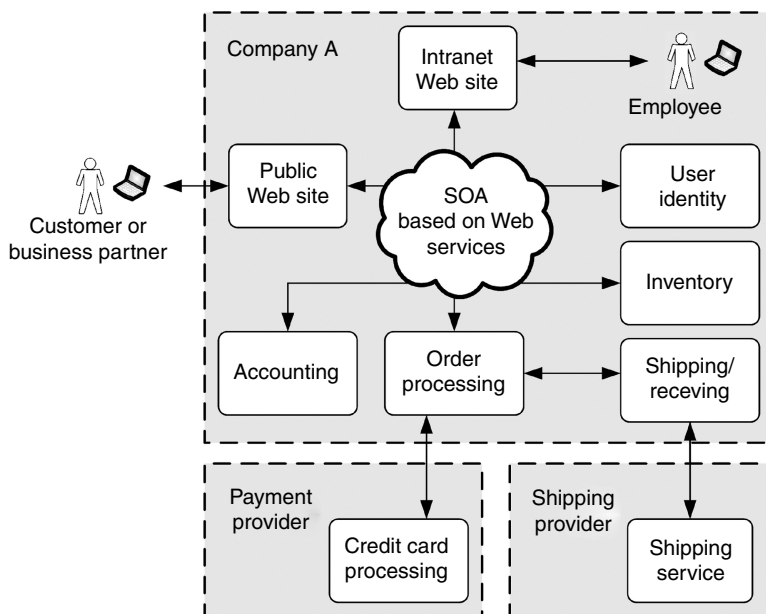 Company A
Intranet
Web site
Employee
Public
Web site
Customer or
business partner
SOA
based on Web
services
User
identity
Inventory
Accounting
Order
processing
Shipping/
receving
Payment
provider
Credit card
processing
Shipping
provider
Shipping
service